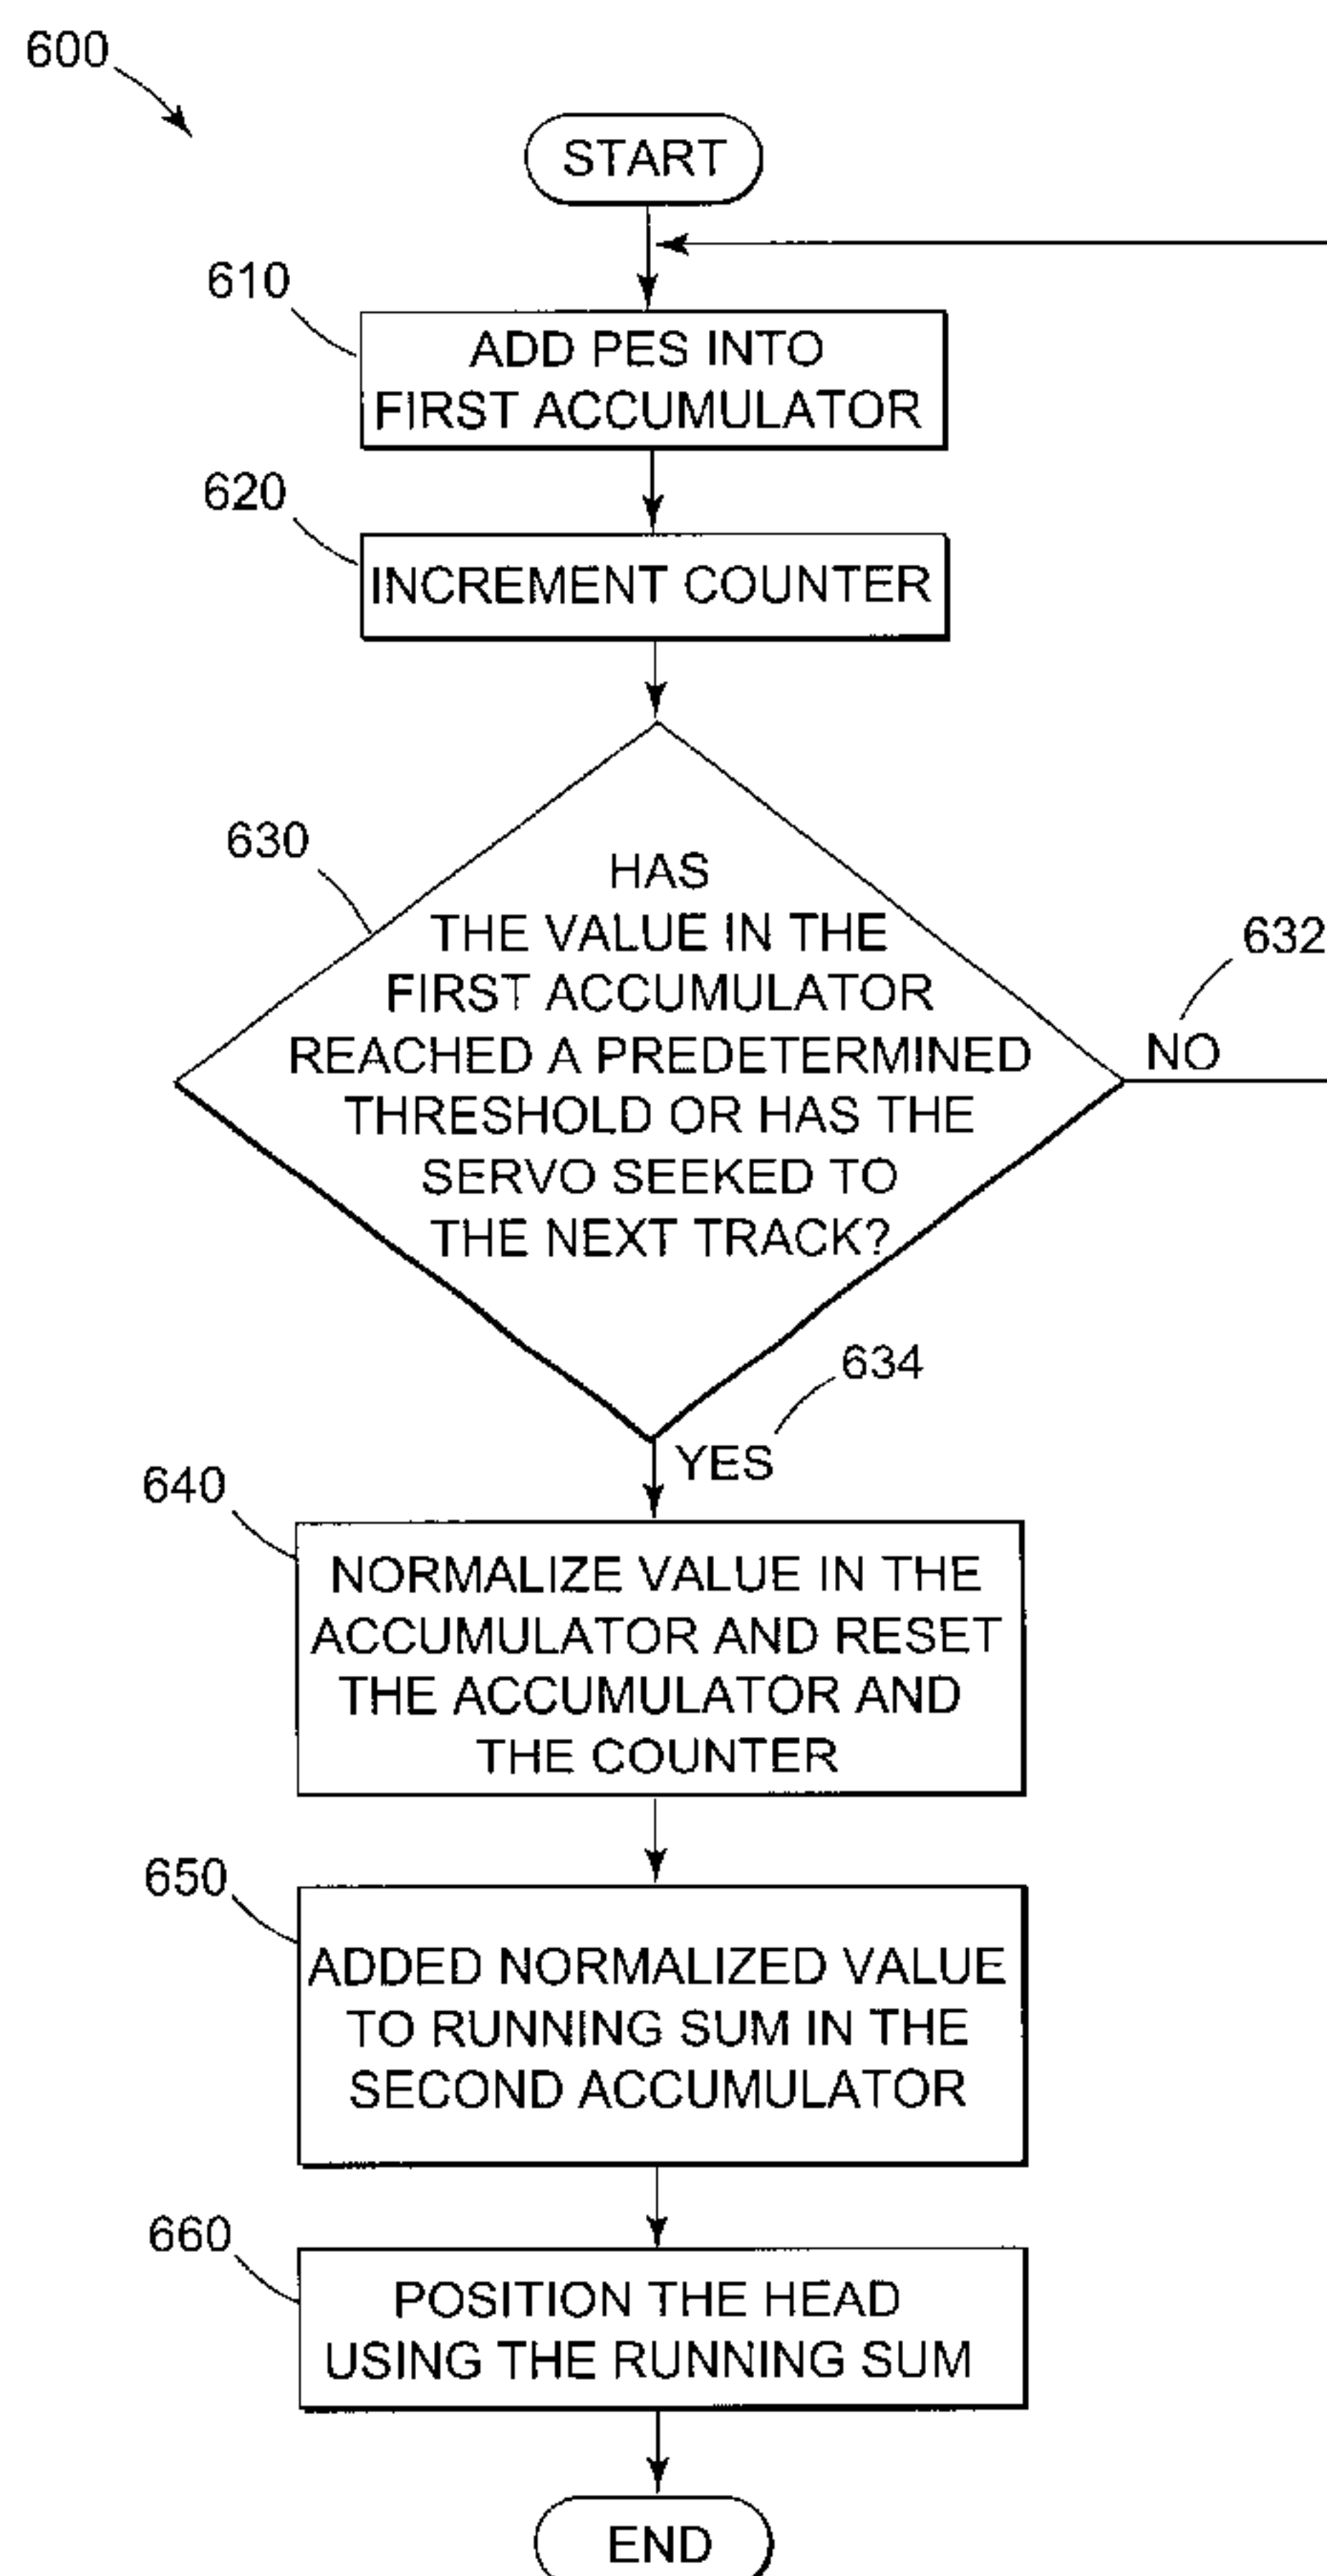 600
START
610
ADD PES INTO
FIRST ACCUMULATOR
620
INCREMENT COUNTER
630
HAS
THE VALUE IN THE
FIRST ACCUMULATOR
REACHED A PREDETERMINED
THRESHOLD OR HAS THE
SERVO SEEKED TO
THE NEXT TRACK?
632
NO
634
YES
640
NORMALIZE VALUE IN THE
ACCUMULATOR AND RESET
THE ACCUMULATOR AND
THE COUNTER
650
ADDED NORMALIZED VALUE
TO RUNNING SUM IN THE
SECOND ACCUMULATOR
660
POSITION THE HEAD
USING THE RUNNING SUM
END